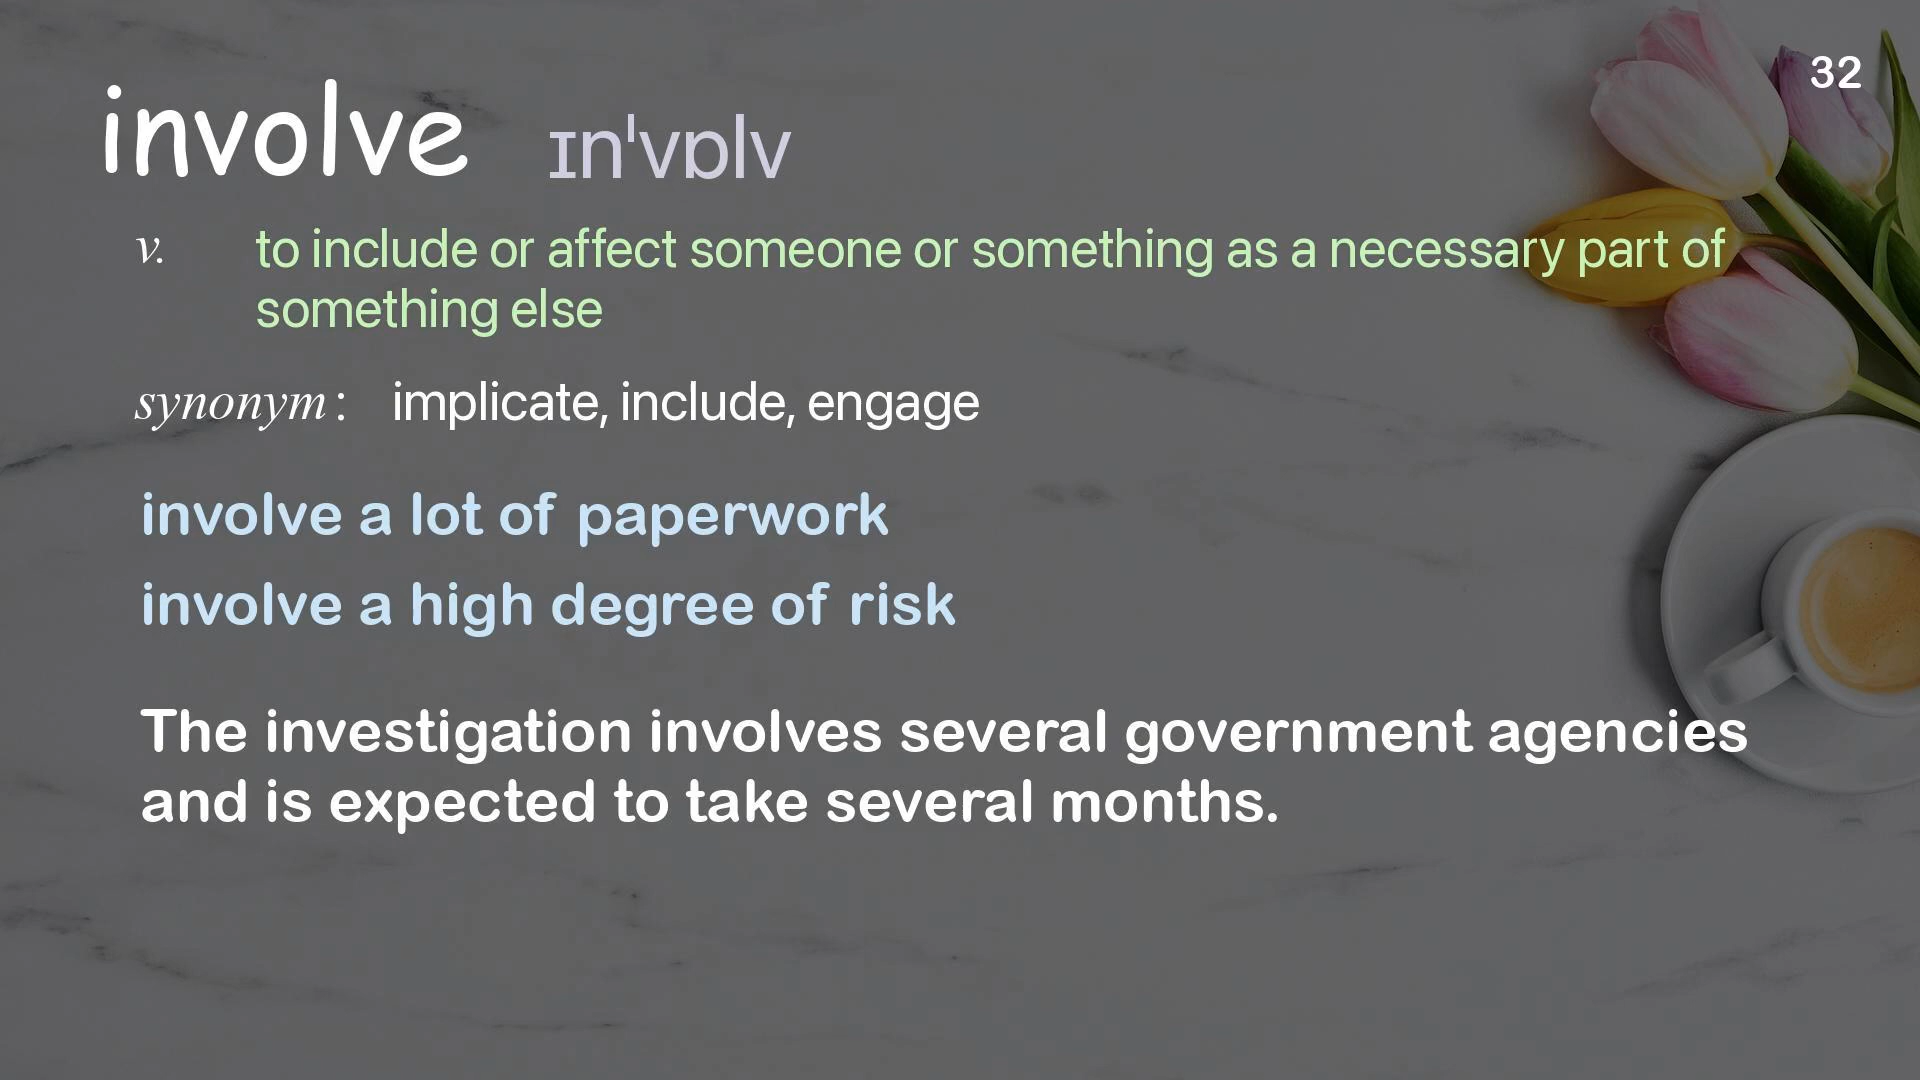 32
involve ɪnˈvɒlv
v. to include or affect someone or something as a necessary part of
something else
synonym : implicate, include, engage
involve a lot of paperwork
involve a high degree of risk
The investigation involves several government agencies
and is expected to take several months.